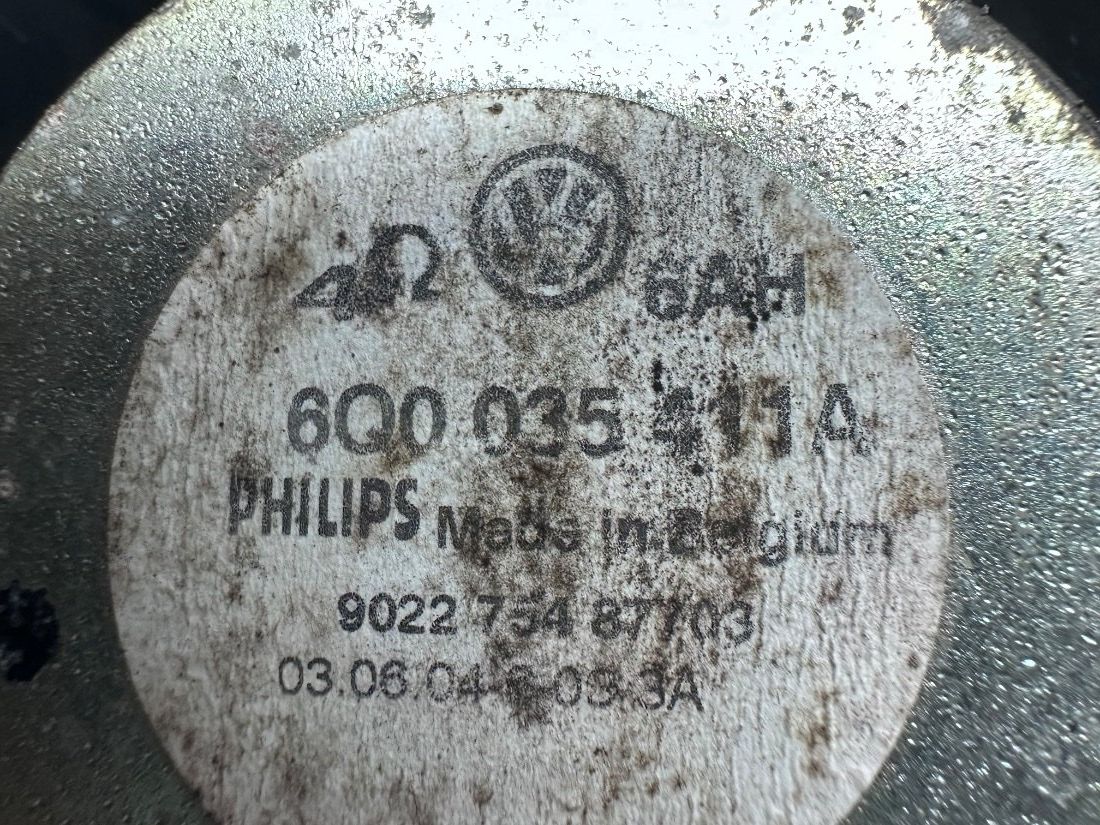 4Ω 6AH
6Q0 035 411A
PHILIPS Made in Belgium
9022 754 87703
03.06.04